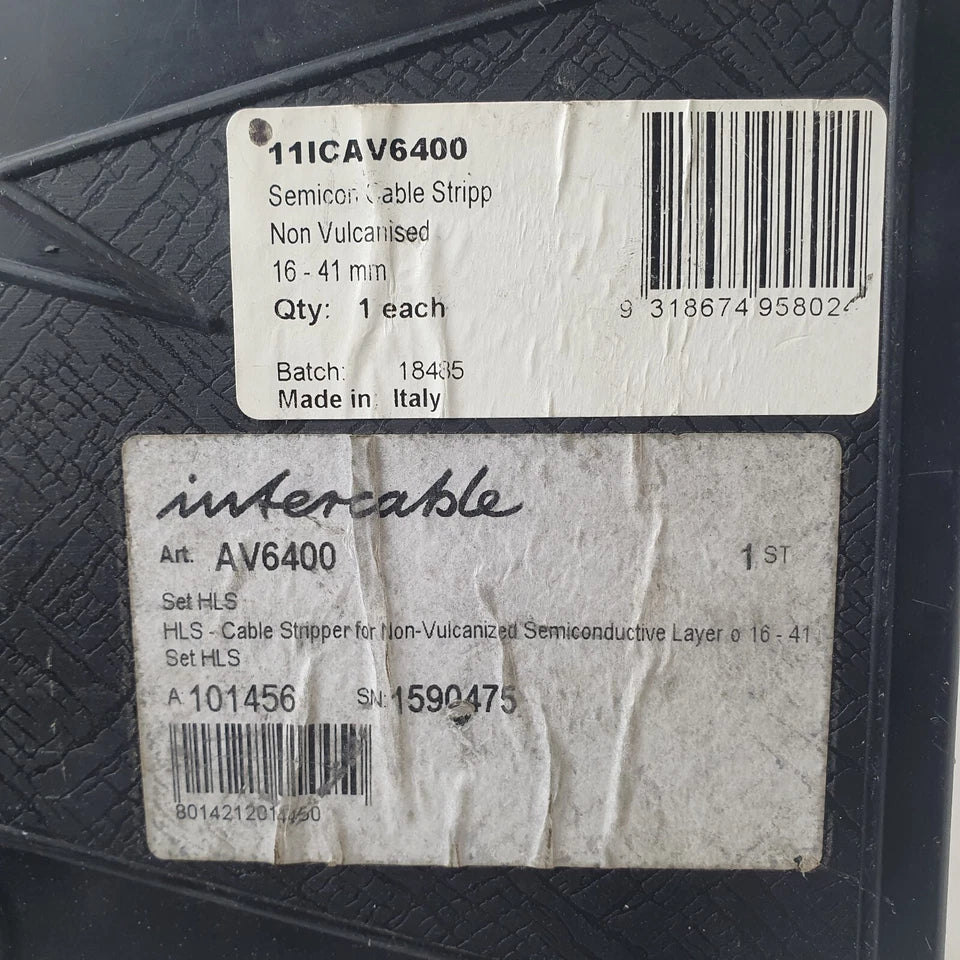 11ICAV6400
Semicon Cable Stripp
Non Vulcanised
16 - 41 mm
Qty: 1 each
Batch: 18485
Made in: Italy
9 318674 95802
intercable
Art. AV6400 1 ST
Set HLS
HLS - Cable Stripper for Non-Vulcanized Semiconductive Layer ø 16 - 41
Set HLS
A 101456 SN: 1590475